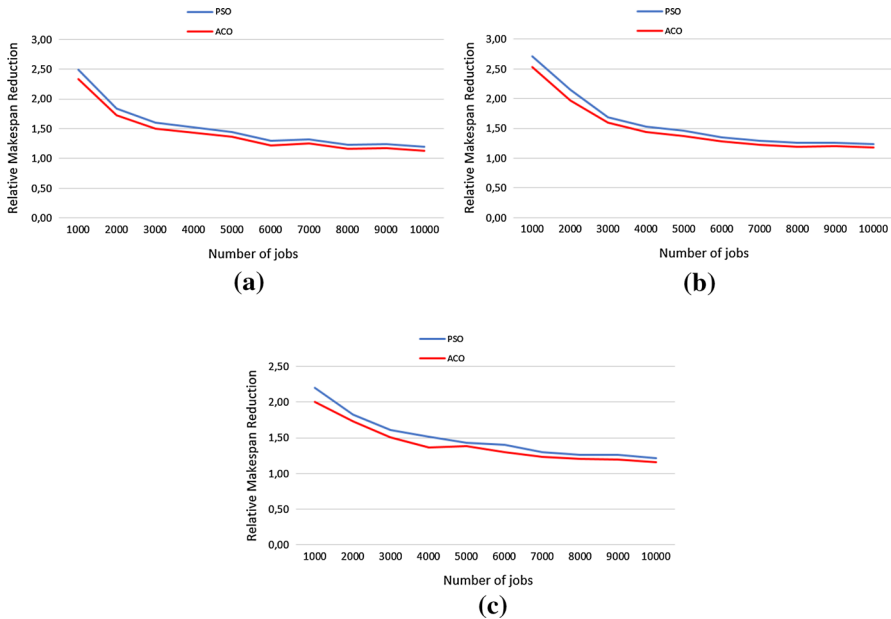 PSO
ACO
3,00
2,50
2,00
1,50
1,00
0,50
0,00
Relative Makespan Reduction
1000 2000 3000 4000 5000 6000 7000 8000 9000 10000
Number of jobs
(a)
PSO
ACO
3,00
2,50
2,00
1,50
1,00
0,50
0,00
Relative Makespan Reduction
1000 2000 3000 4000 5000 6000 7000 8000 9000 10000
Number of jobs
(b)
PSO
ACO
2,50
2,00
1,50
1,00
0,50
0,00
Relative Makespan Reduction
1000 2000 3000 4000 5000 6000 7000 8000 9000 10000
Number of jobs
(c)